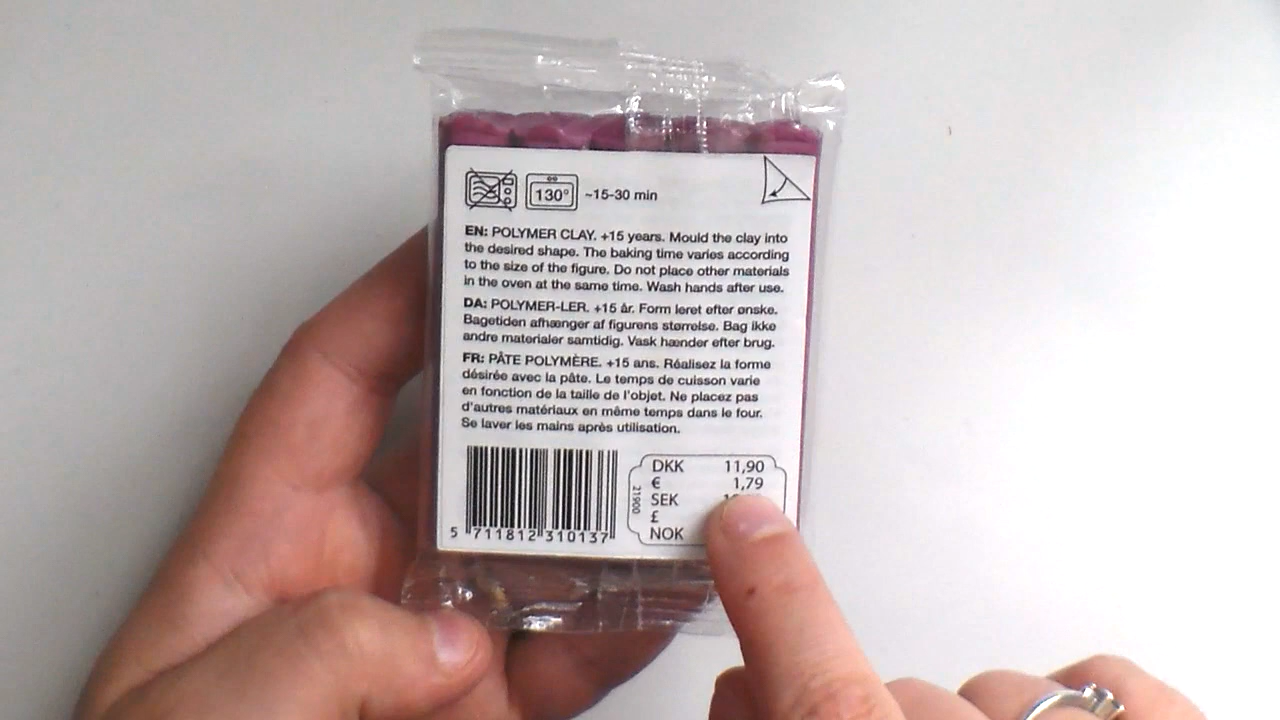 130° ~15-30 min
EN: POLYMER CLAY. +15 years. Mould the clay into
the desired shape. The baking time varies according
to the size of the figure. Do not place other materials
in the oven at the same time. Wash hands after use.
DA: POLYMER-LER. +15 år. Form leret efter ønske.
Bagetiden afhænger af figurens størrelse. Bag ikke
andre materialer samtidig. Vask hænder efter brug.
FR: PÂTE POLYMÈRE. +15 ans. Réalisez la forme
désirée avec la pâte. Le temps de cuisson varie
en fonction de la taille de l'objet. Ne placez pas
d'autres matériaux en même temps dans le four.
Se laver les mains après utilisation.
5 711812 310137
21900
DKK 11,90
€ 1,79
SEK
£
NOK